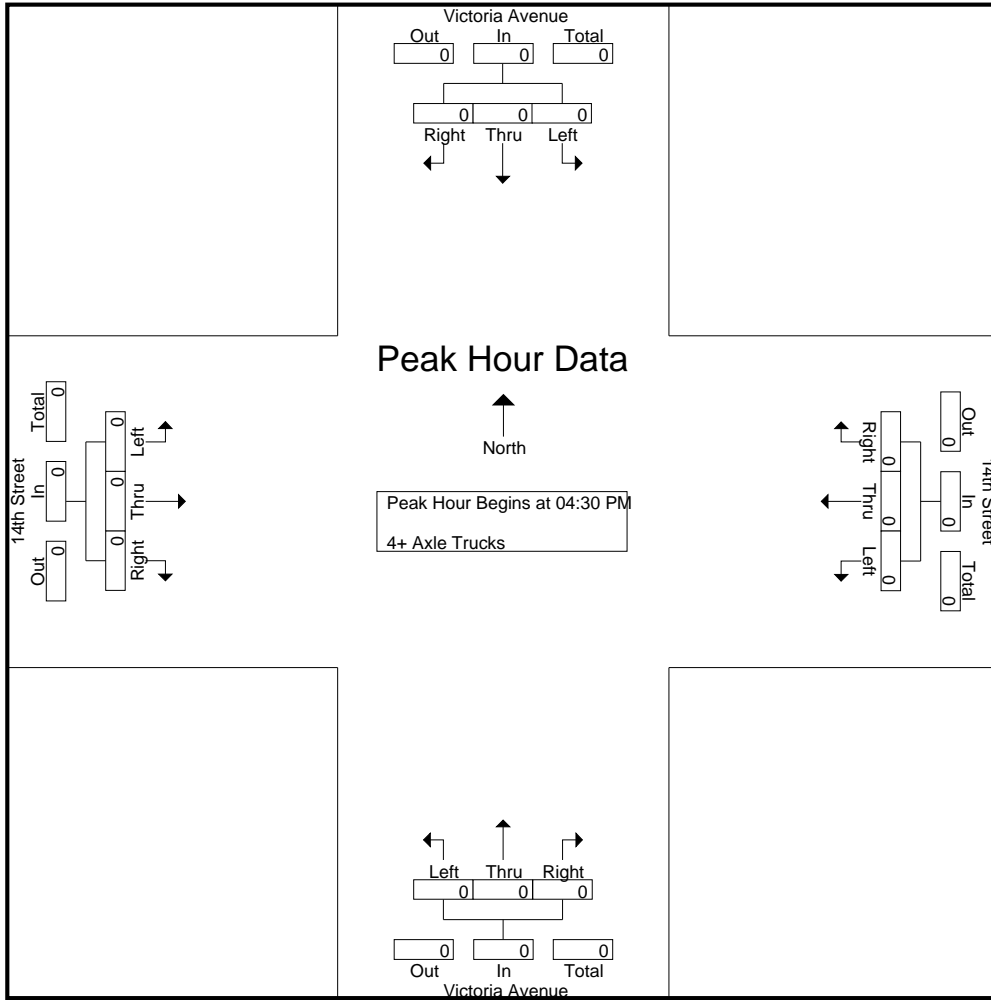 Victoria Avenue
Out In Total
0 0 0
0 0 0
Right Thru Left
Peak Hour Data
North
Peak Hour Begins at 04:30 PM
4+ Axle Trucks
14th Street
Total In Out
0 0 0
0 0 0
Left Thru Right
14th Street
Out In Total
0 0 0
0 0 0
Right Thru Left
Left Thru Right
0 0 0
0 0 0
Out In Total
Victoria Avenue